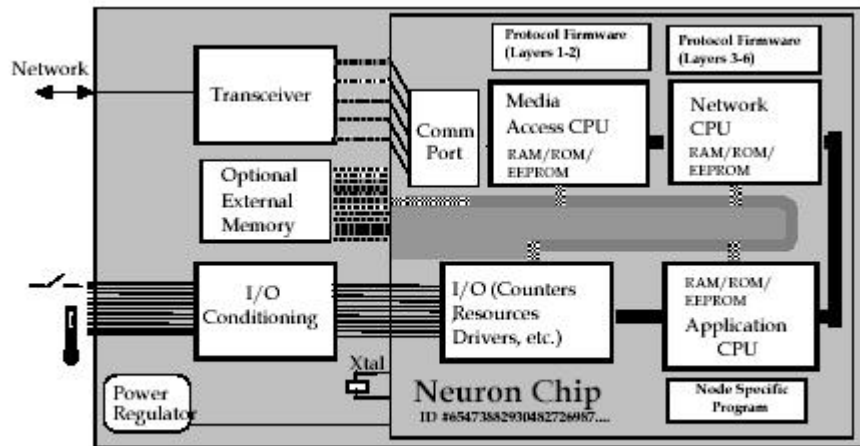 Protocol Firmware
(Layers 1-2)
Protocol Firmware
(Layers 3-6)
Network
Transceiver
Comm
Port
Media
Access CPU
RAM/ROM/
EEPROM
Network
CPU
RAM/ROM/
EEPROM
Optional
External
Memory
I/O
Conditioning
I/O (Counters
Resources
Drivers, etc.)
RAM/ROM/
EEPROM
Application
CPU
Xtal
Power
Regulator
Neuron Chip
ID #65473882930482726987....
Node Specific
Program